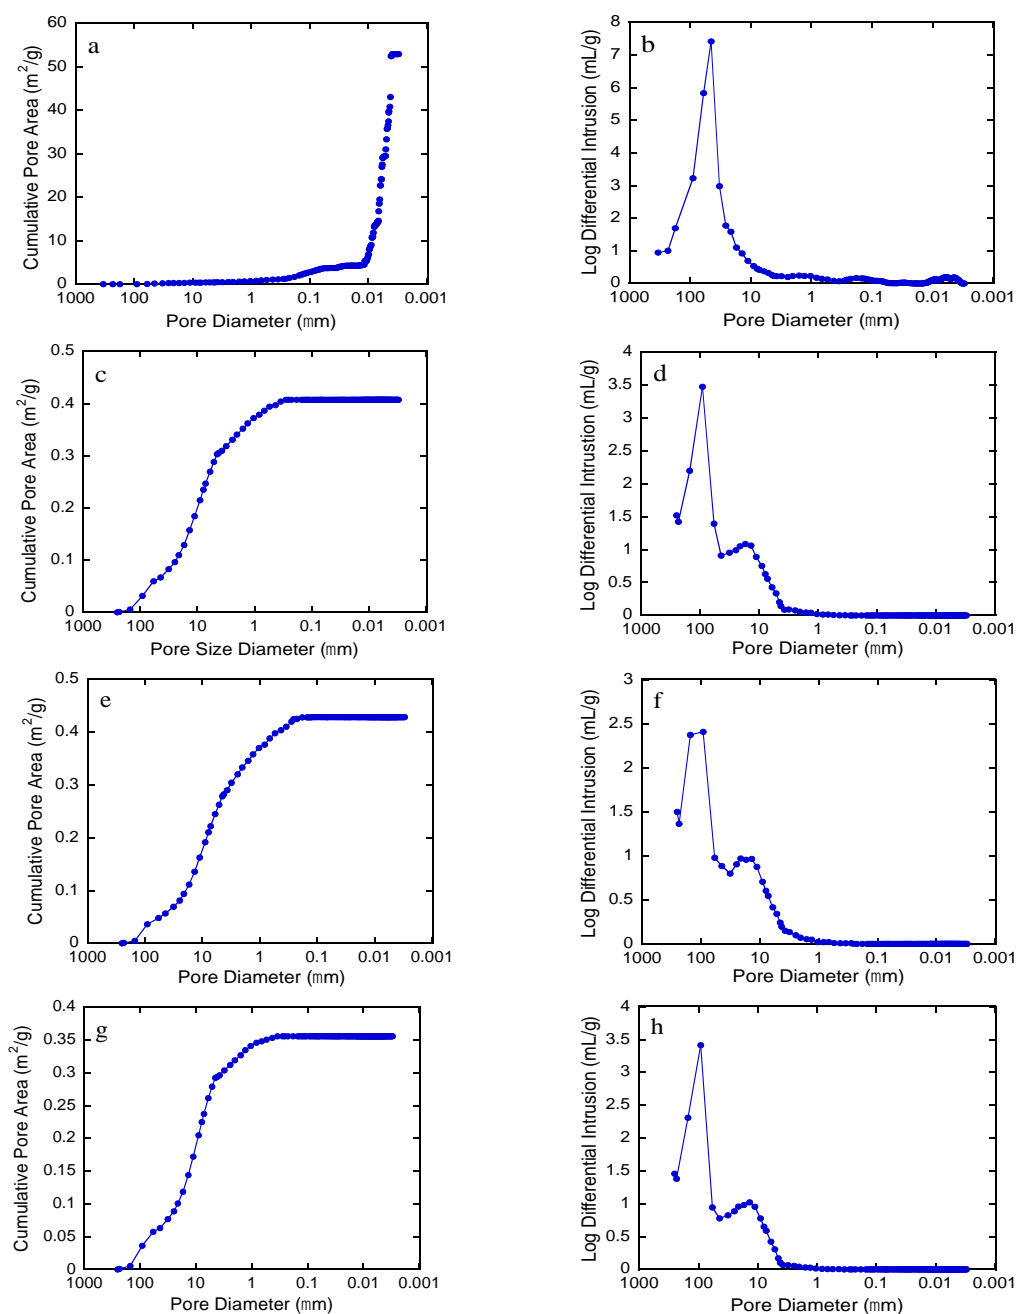 a
Cumulative Pore Area (m²/g)
60
50
40
30
20
10
0
1000 100 10 1 0.1 0.01 0.001
Pore Diameter (mm)
b
Log Differential Intrusion (mL/g)
8
7
6
5
4
3
2
1
0
1000 100 10 1 0.1 0.01 0.001
Pore Diameter (mm)
c
Cumulative Pore Area (m²/g)
0.5
0.4
0.3
0.2
0.1
0
1000 100 10 1 0.1 0.01 0.001
Pore Size Diameter (mm)
d
Log Differential Intrustion (mL/g)
4
3.5
3
2.5
2
1.5
1
0.5
0
1000 100 10 1 0.1 0.01 0.001
Pore Diameter (mm)
e
Cumulative Pore Area (m²/g)
0.5
0.4
0.3
0.2
0.1
0
1000 100 10 1 0.1 0.01 0.001
Pore Diameter (mm)
f
Log Differential Intrusion (mL/g)
3
2.5
2
1.5
1
0.5
0
1000 100 10 1 0.1 0.01 0.001
Pore Diameter (mm)
g
Cumulative Pore Area (m²/g)
0.4
0.35
0.3
0.25
0.2
0.15
0.1
0.05
0
1000 100 10 1 0.1 0.01 0.001
Pore Diameter (mm)
h
Log Differential Intrusion (mL/g)
4
3.5
3
2.5
2
1.5
1
0.5
0
1000 100 10 1 0.1 0.01 0.001
Pore Diameter (mm)